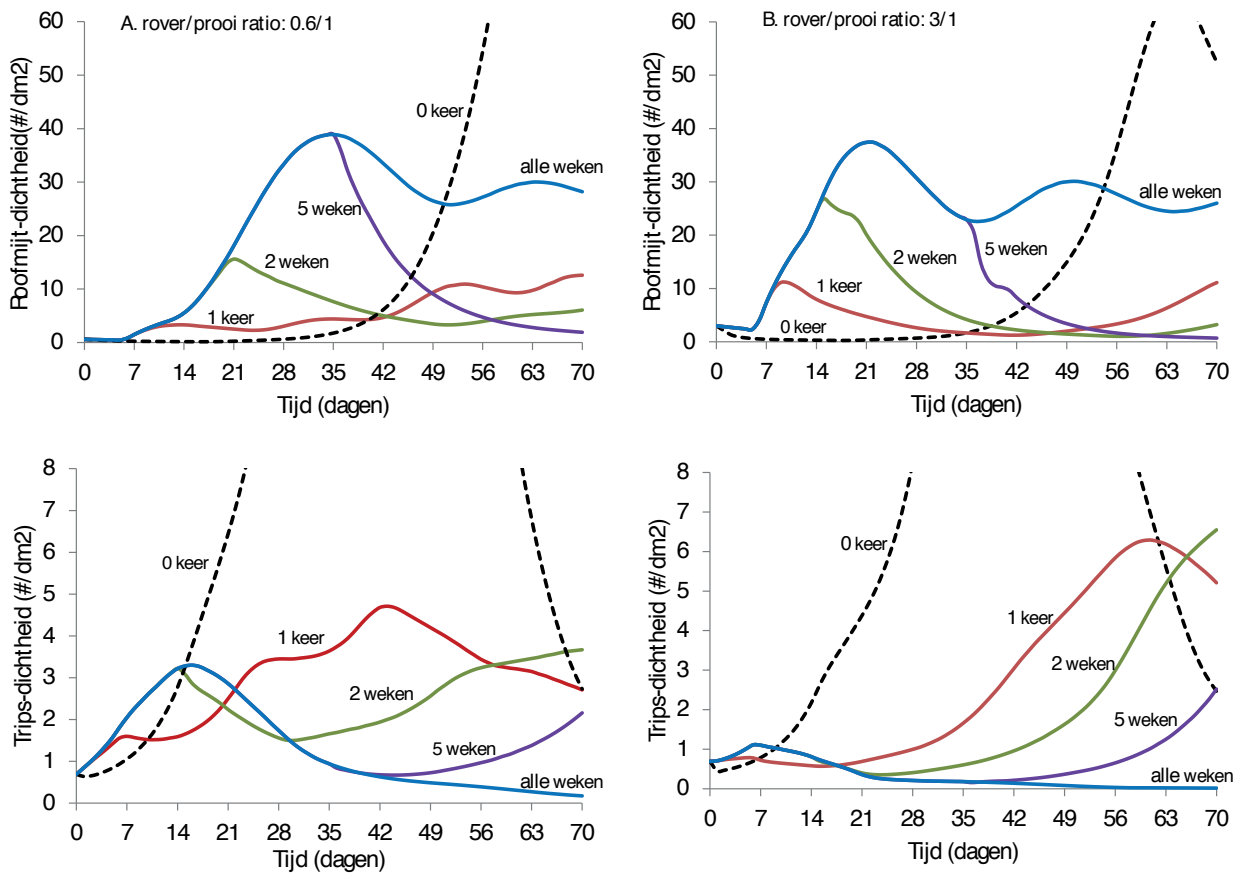 A. rover/prooi ratio: 0.6/1
Roofmijt-dichtheid(#/dm2)
60
50
40
30
20
10
0
0 keer
alle weken
5 weken
2 weken
1 keer
0 7 14 21 28 35 42 49 56 63 70
Tijd (dagen)
B. rover/prooi ratio: 3/1
Roofmijt-dichtheid (#/dm2)
60
50
40
30
20
10
0
alle weken
5 weken
2 weken
1 keer
0 keer
0 7 14 21 28 35 42 49 56 63 70
Tijd (dagen)
Trips-dichtheid (#/dm2)
8
7
6
5
4
3
2
1
0
0 keer
1 keer
2 weken
5 weken
alle weken
0 7 14 21 28 35 42 49 56 63 70
Tijd (dagen)
Trips-dichtheid (#/dm2)
8
7
6
5
4
3
2
1
0
0 keer
1 keer
2 weken
5 weken
alle weken
0 7 14 21 28 35 42 49 56 63 70
Tijd (dagen)